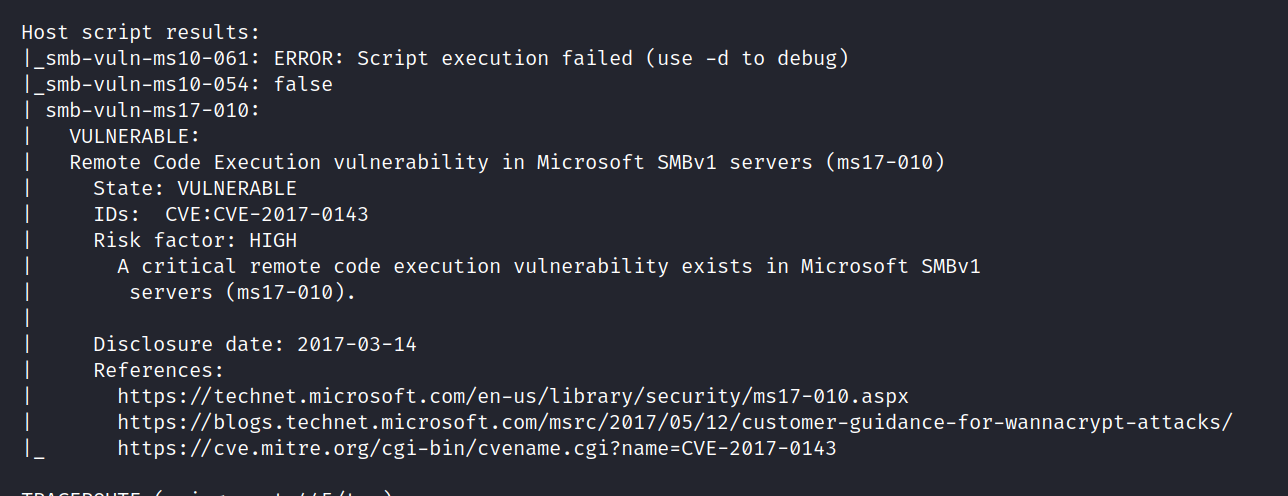 Host script results:
|_smb-vuln-ms10-061: ERROR: Script execution failed (use -d to debug)
|_smb-vuln-ms10-054: false
| smb-vuln-ms17-010:
|   VULNERABLE:
|   Remote Code Execution vulnerability in Microsoft SMBv1 servers (ms17-010)
|     State: VULNERABLE
|     IDs:  CVE:CVE-2017-0143
|     Risk factor: HIGH
|       A critical remote code execution vulnerability exists in Microsoft SMBv1
|        servers (ms17-010).
|
|     Disclosure date: 2017-03-14
|     References:
|       https://technet.microsoft.com/en-us/library/security/ms17-010.aspx
|       https://blogs.technet.microsoft.com/msrc/2017/05/12/customer-guidance-for-wannacrypt-attacks/
|_      https://cve.mitre.org/cgi-bin/cvename.cgi?name=CVE-2017-0143